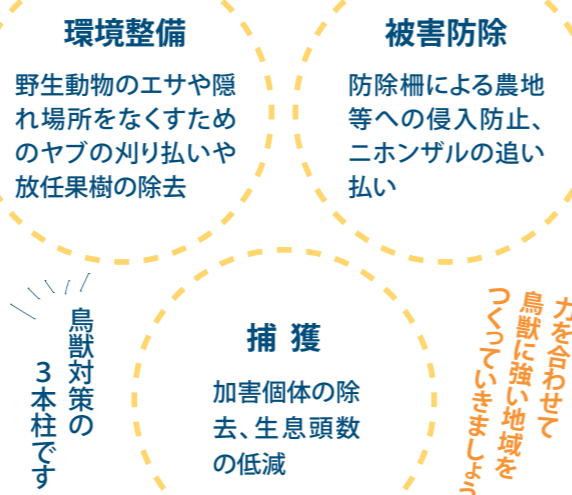 環境整備
野生動物のエサや隠
れ場所をなくすため
のヤブの刈り払いや
放任果樹の除去
被害防除
防除柵による農地
等への侵入防止、
ニホンザルの追い
払い
鳥獣対策の
3本柱です
捕獲
加害個体の除
去、生息頭数
の低減
力を合わせて
鳥獣に強い地域を
つくっていきましょう